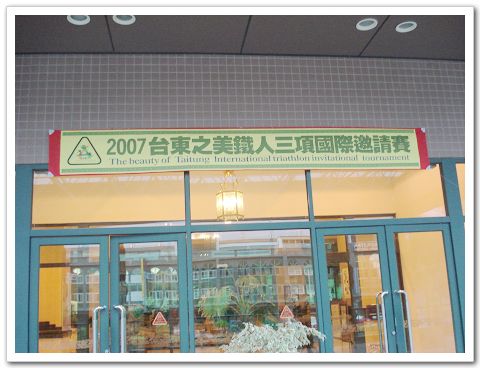 2007台東之美鐵人三項國際邀請賽
The beauty of Taitung International triathlon invitational tournament